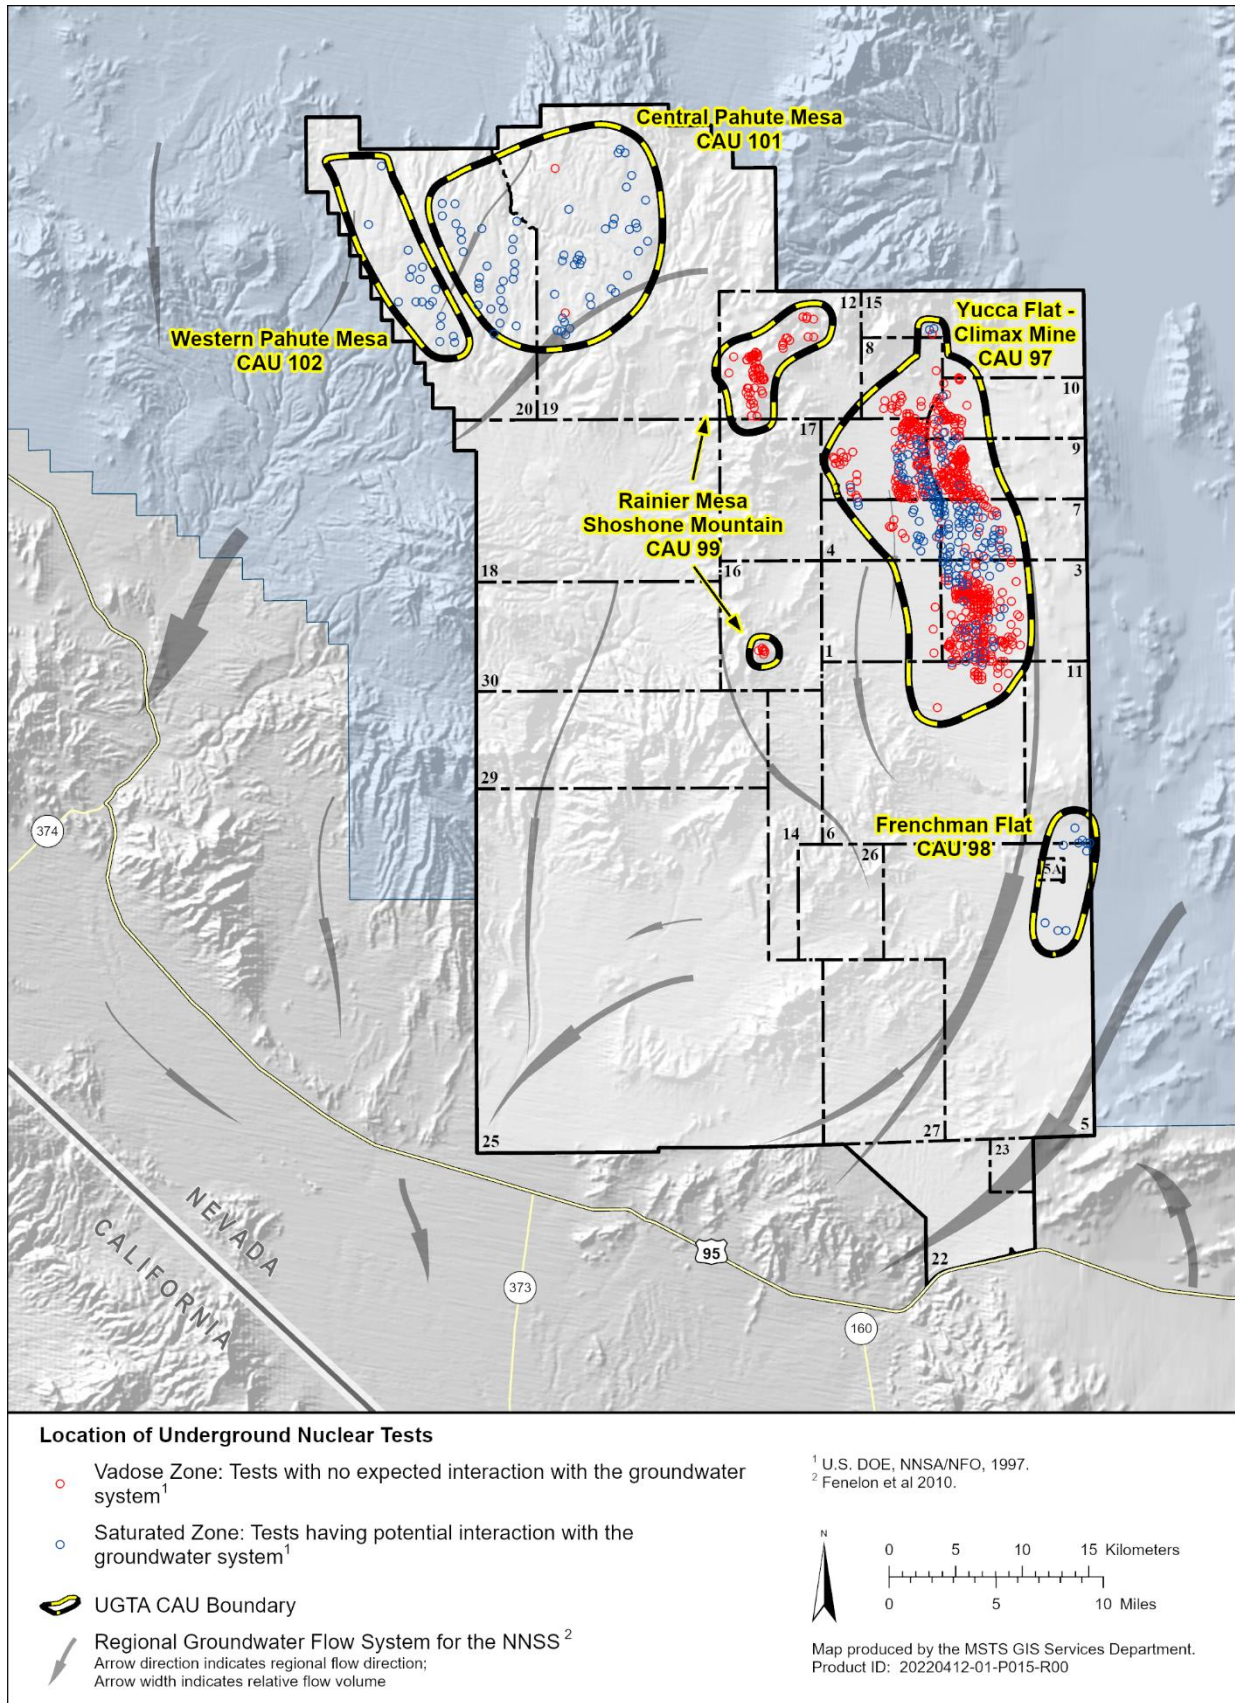 Central Pahute Mesa
CAU 101
Western Pahute Mesa
CAU 102
Yucca Flat -
Climax Mine
CAU 97
12
15
8
10
20
19
17
9
7
2
Rainier Mesa
Shoshone Mountain
CAU 99
18
16
4
3
1
11
30
29
374
14
6
26
Frenchman Flat
CAU 98
5A
25
27
5
23
22
NEVADA
CALIFORNIA
95
373
160
Location of Underground Nuclear Tests
Vadose Zone: Tests with no expected interaction with the groundwater
system1
Saturated Zone: Tests having potential interaction with the
groundwater system1
UGTA CAU Boundary
Regional Groundwater Flow System for the NNSS 2
Arrow direction indicates regional flow direction;
Arrow width indicates relative flow volume
1 U.S. DOE, NNSA/NFO, 1997.
2 Fenelon et al 2010.
N
0 5 10 15 Kilometers
0 5 10 Miles
Map produced by the MSTS GIS Services Department.
Product ID: 20220412-01-P015-R00